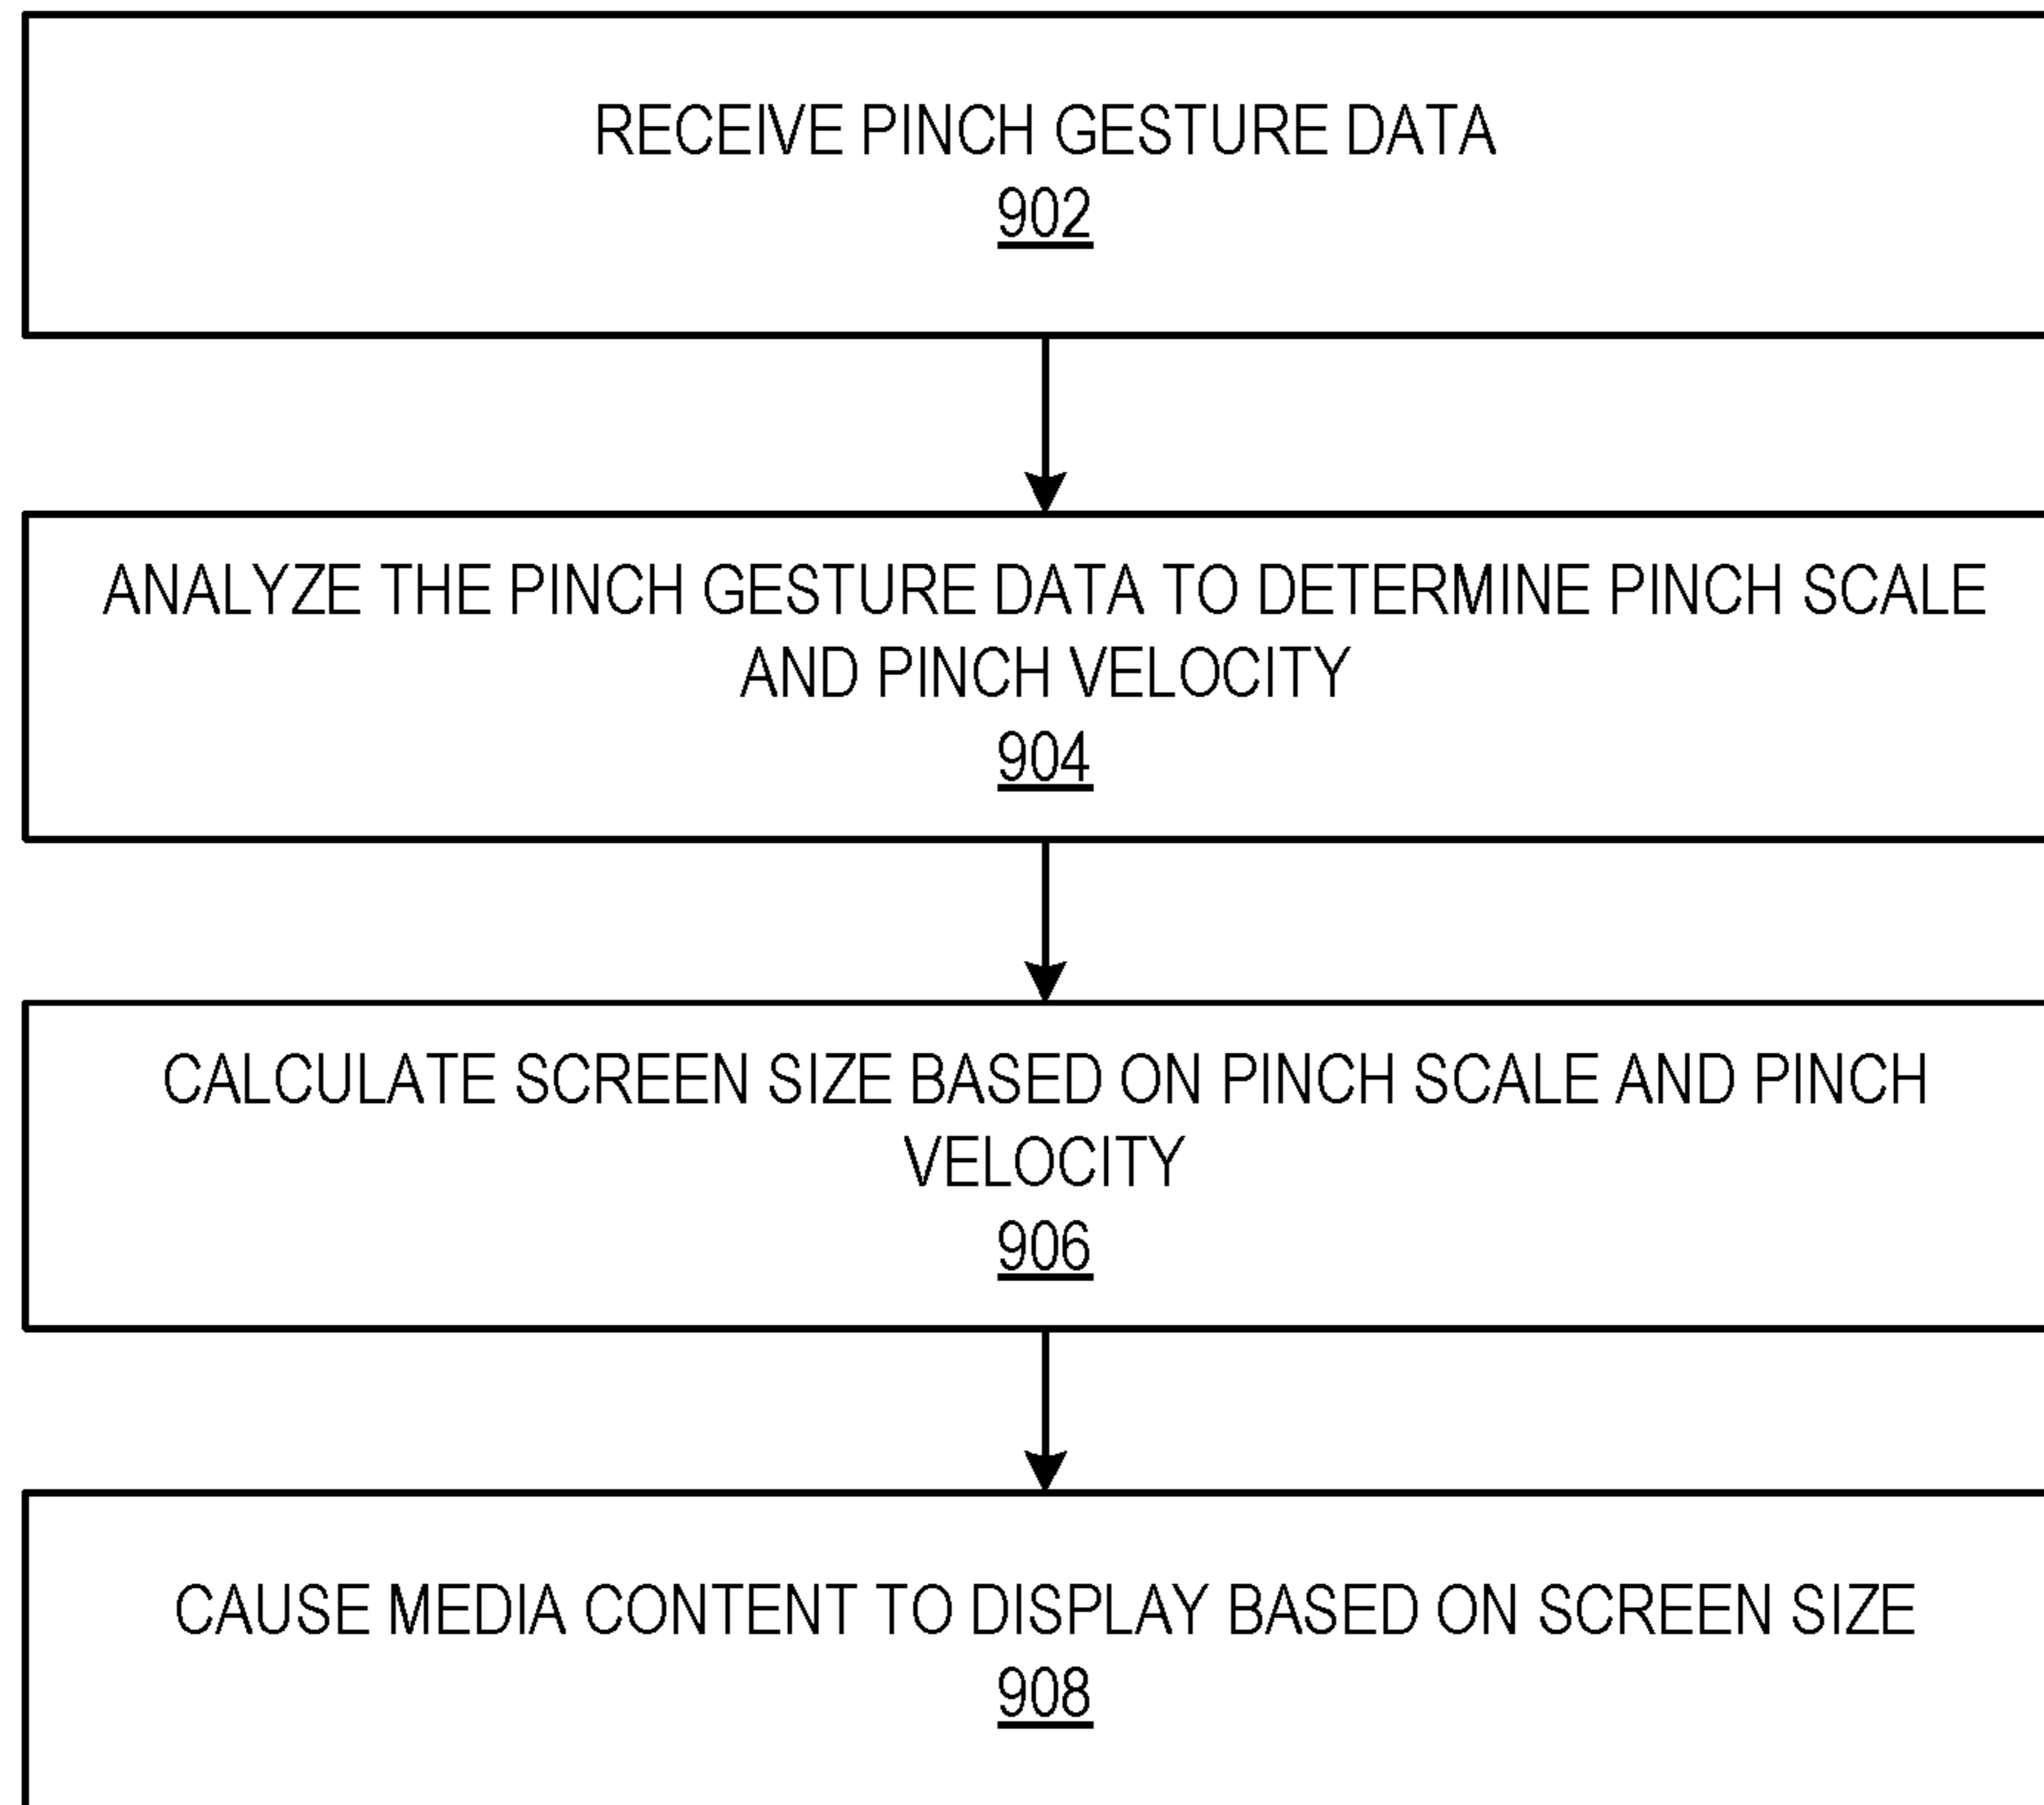 RECEIVE PINCH GESTURE DATA
902
ANALYZE THE PINCH GESTURE DATA TO DETERMINE PINCH SCALE
AND PINCH VELOCITY
904
CALCULATE SCREEN SIZE BASED ON PINCH SCALE AND PINCH
VELOCITY
906
CAUSE MEDIA CONTENT TO DISPLAY BASED ON SCREEN SIZE
908